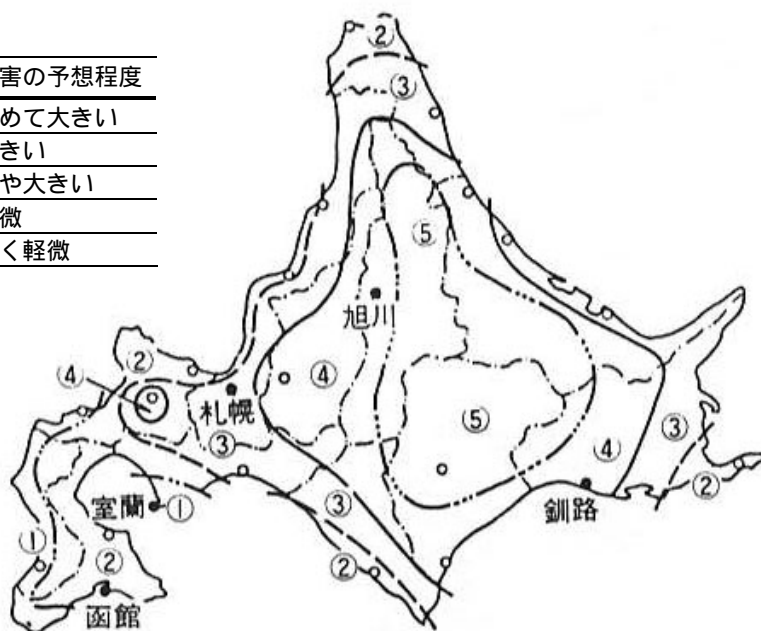 害の予想程度
めて大きい
きい
や大きい
微
く軽微
②
③
⑤
旭川
②
④
④
札幌
⑤
③
③
④
③
②
室蘭
①
釧路
①
②
②
函館